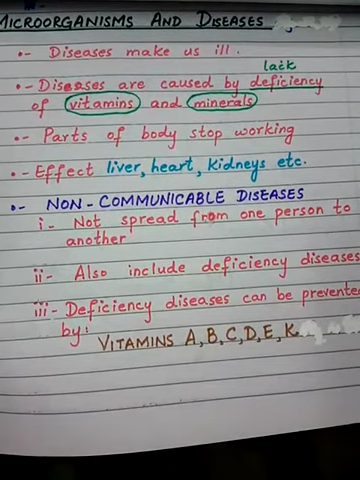 MICROORGANISMS AND DISEASES
•- Diseases make us ill.
lack
•- Diseases are caused by deficiency
of vitamins and minerals
•- Parts of body stop working
•- Effect liver, heart, kidneys etc.
•- NON-COMMUNICABLE DISEASES
i- Not spread from one person to
another
ii- Also include deficiency diseases
iii- Deficiency diseases can be prevented
by:
VITAMINS A, B, C, D, E, K